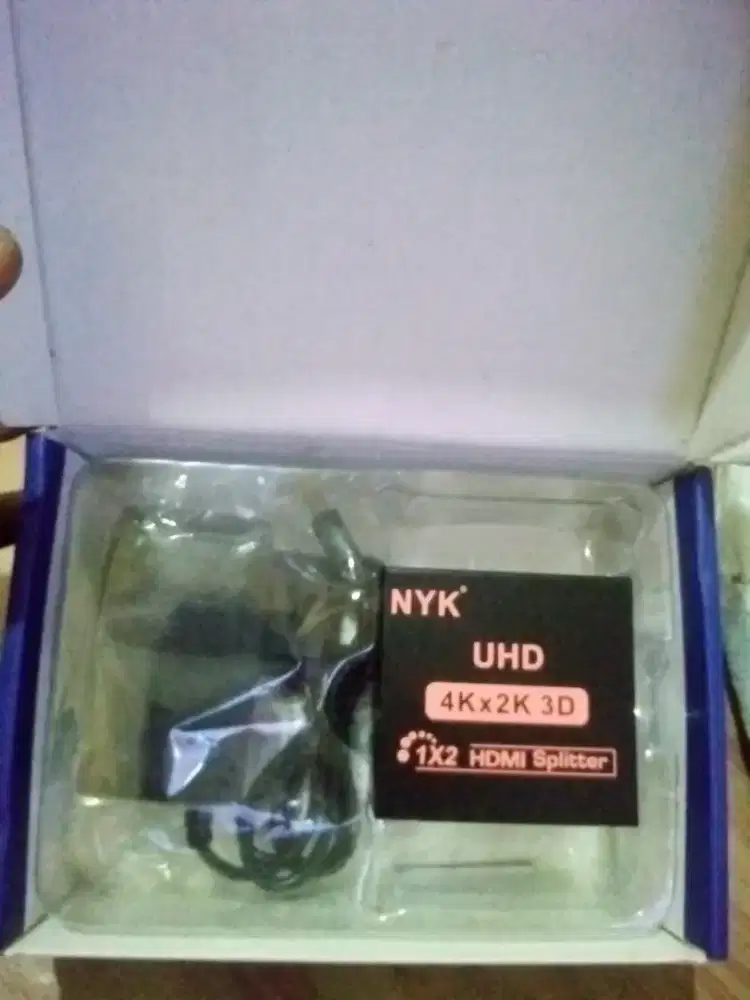 NYK
UHD
4Kx2K 3D
1X2 HDMI Splitter